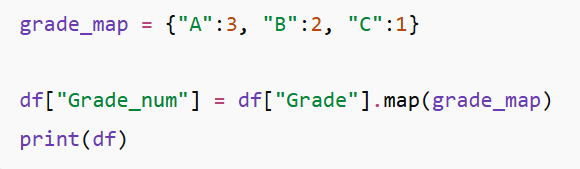 grade_map = {"A":3, "B":2, "C":1}
df["Grade_num"] = df["Grade"].map(grade_map)
print(df)